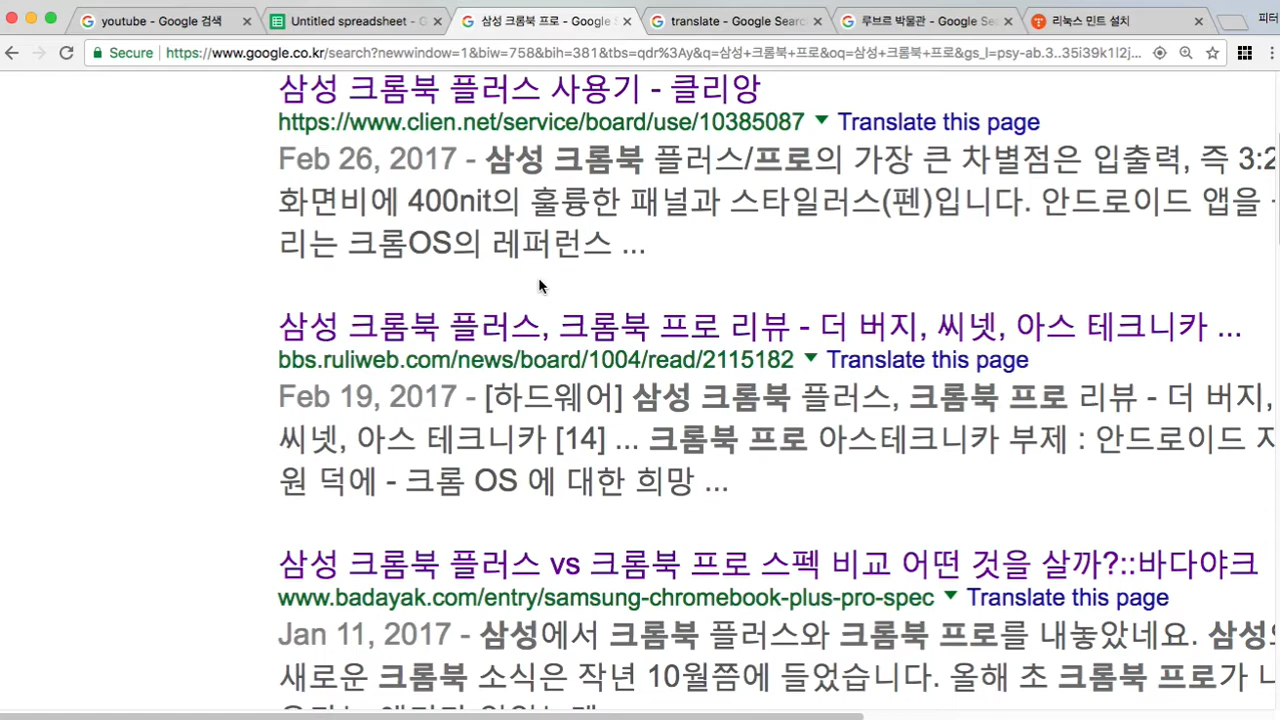 youtube - Google 검색
Untitled spreadsheet - G
삼성 크롬북 프로 - Google S
translate - Google Search
루브르 박물관 - Google Se
리눅스 민트 설치
피터
Secure https://www.google.co.kr/search?newwindow=1&biw=758&bih=381&tbs=qdr%3Ay&q=삼성+크롬북+프로&oq=삼성+크롬북+프로&gs_l=psy-ab.3..35i39k1l2j...
삼성 크롬북 플러스 사용기 - 클리앙
https://www.clien.net/service/board/use/10385087 Translate this page
Feb 26, 2017 - 삼성 크롬북 플러스/프로의 가장 큰 차별점은 입출력, 즉 3:2
화면비에 400nit의 훌륭한 패널과 스타일러스(펜)입니다. 안드로이드 앱을
리는 크롬OS의 레퍼런스 ...
삼성 크롬북 플러스, 크롬북 프로 리뷰 - 더 버지, 씨넷, 아스 테크니카 ...
bbs.ruliweb.com/news/board/1004/read/2115182 Translate this page
Feb 19, 2017 - [하드웨어] 삼성 크롬북 플러스, 크롬북 프로 리뷰 - 더 버지,
씨넷, 아스 테크니카 [14] ... 크롬북 프로 아스테크니카 부제 : 안드로이드 지
원 덕에 - 크롬 OS 에 대한 희망 ...
삼성 크롬북 플러스 vs 크롬북 프로 스펙 비교 어떤 것을 살까?::바다야크
www.badayak.com/entry/samsung-chromebook-plus-pro-spec Translate this page
Jan 11, 2017 - 삼성에서 크롬북 플러스와 크롬북 프로를 내놓았네요. 삼성의
새로운 크롬북 소식은 작년 10월쯤에 들었습니다. 올해 초 크롬북 프로가 나